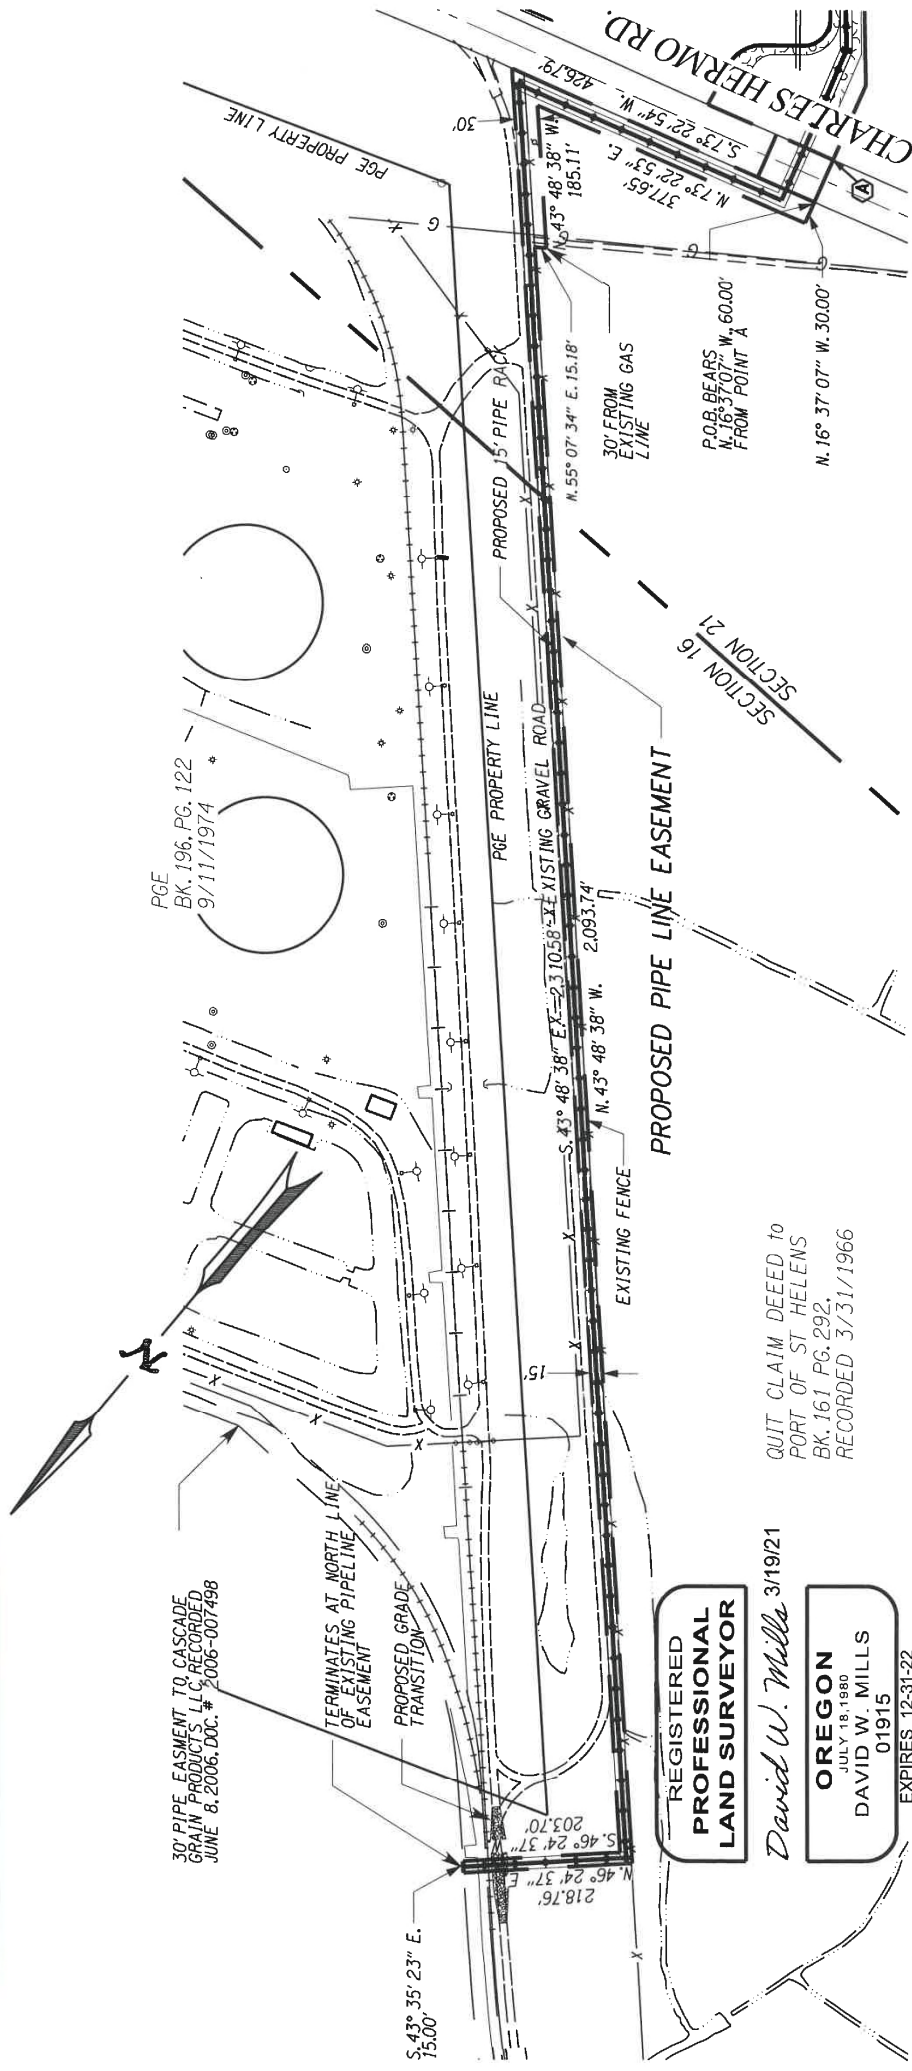 30' PIPE EASMENT TO CASCADE
GRAIN PRODUCTS LLC, RECORDED
JUNE 8, 2006, DOC. # 2006-007498
TERMINATES AT NORTH LINE
OF EXISTING PIPELINE
EASEMENT
PROPOSED GRADE
TRANSITION
S. 43° 35' 23" E.
15.00'
S. 46° 24' 37"
203.70'
N. 46° 24' 37" E.
218.76'
N
PGE
BK. 196, PG. 122
9/11/1974
PGE PROPERTY LINE
PGE PROPERTY LINE
EXISTING GRAVEL ROAD
PROPOSED 15' PIPE RACK
S. 43° 48' 38" E. 2,310.58'
N. 43° 48' 38" W. 2,093.74'
15'
EXISTING FENCE
PROPOSED PIPE LINE EASEMENT
SECTION 16
SECTION 21
30'
N. 43° 48' 38" W.
185.11'
426.79'
S. 73° 22' 54" W.
N. 73° 22' 53" E.
377.65'
CHARLES HERMO RD.
N. 55° 07' 34" E. 15.18'
30' FROM
EXISTING GAS
LINE
G
G
G
G
P.O.B. BEARS
N. 16° 37' 07" W., 60.00'
FROM POINT A
N. 16° 37' 07" W. 30.00'
A
QUIT CLAIM DEEED to
PORT OF ST HELENS
BK. 161 PG. 292,
RECORDED 3/31/1966
REGISTERED
PROFESSIONAL
LAND SURVEYOR
David W. Mills 3/19/21
OREGON
JULY 18, 1980
DAVID W. MILLS
01915
EXPIRES 12-31-22